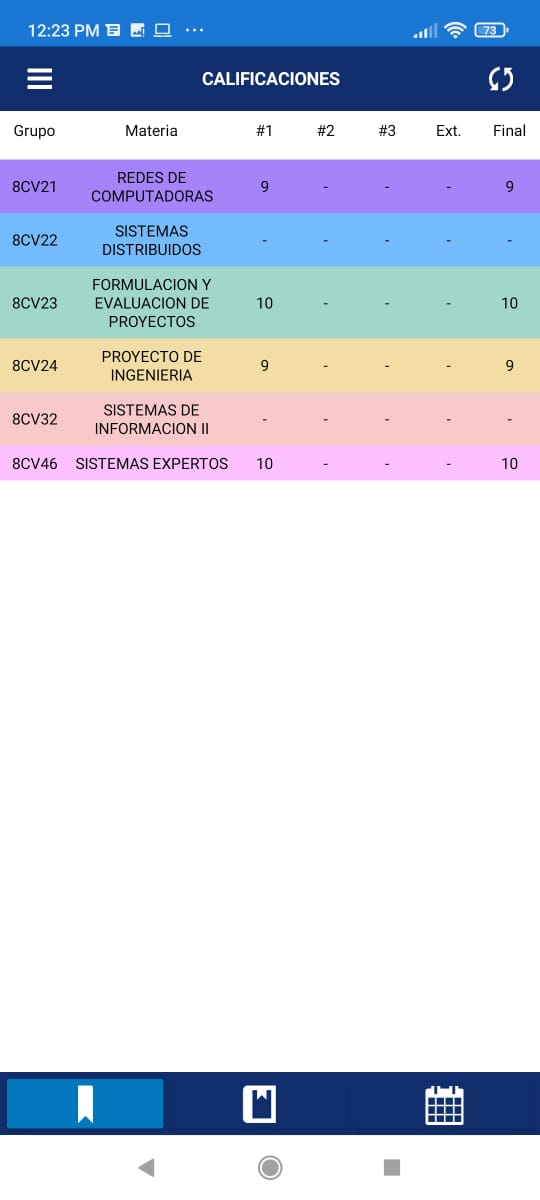 12:23 PM 73
CALIFICACIONES
Grupo Materia #1 #2 #3 Ext. Final
8CV21 REDES DE COMPUTADORAS 9 - - - 9
8CV22 SISTEMAS DISTRIBUIDOS - - - - -
8CV23 FORMULACION Y EVALUACION DE PROYECTOS 10 - - - 10
8CV24 PROYECTO DE INGENIERIA 9 - - - 9
8CV32 SISTEMAS DE INFORMACION II - - - - -
8CV46 SISTEMAS EXPERTOS 10 - - - 10